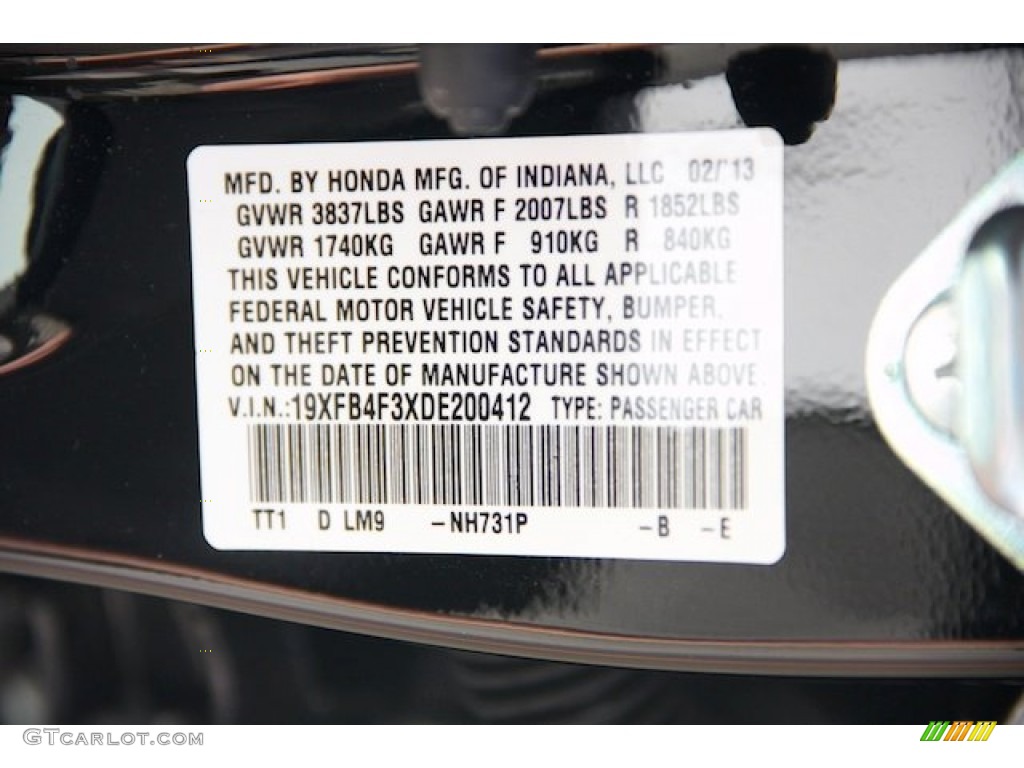 MFD. BY HONDA MFG. OF INDIANA, LLC 02/13
GVWR 3837LBS GAWR F 2007LBS R 1852LBS
GVWR 1740KG GAWR F 910KG R 840KG
THIS VEHICLE CONFORMS TO ALL APPLICABLE
FEDERAL MOTOR VEHICLE SAFETY, BUMPER,
AND THEFT PREVENTION STANDARDS IN EFFECT
ON THE DATE OF MANUFACTURE SHOWN ABOVE.
V.I.N.:19XFB4F3XDE200412 TYPE: PASSENGER CAR
TT1 D LM9 -NH731P -B -E
GTCARLOT.COM